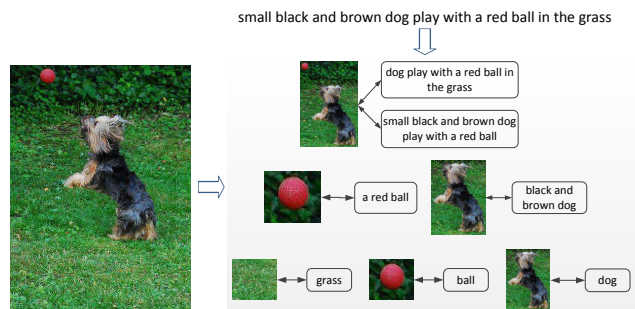 small black and brown dog play with a red ball in the grass
dog play with a red ball in
the grass
small black and brown dog
play with a red ball
a red ball
black and
brown dog
grass
ball
dog